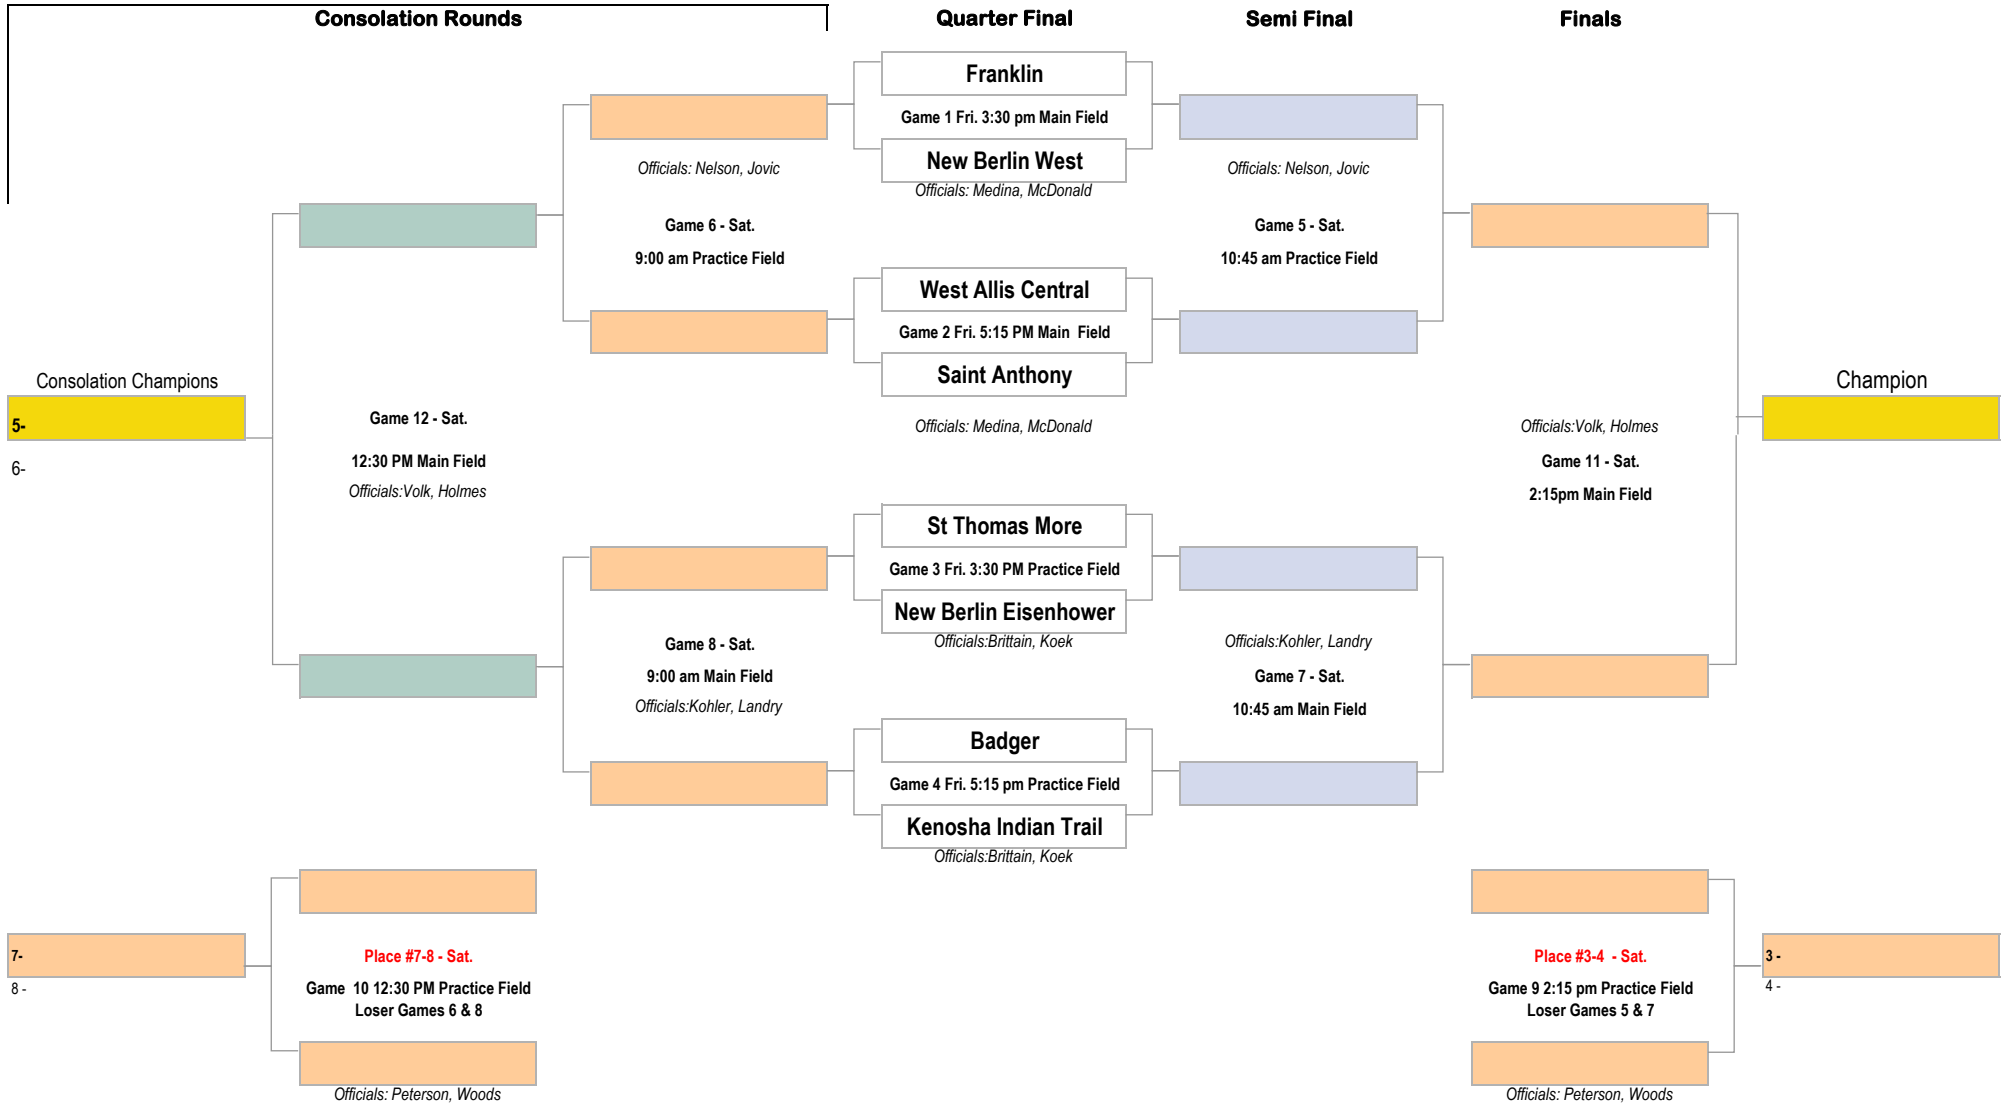 Consolation Rounds
Quarter Final
Semi Final
Finals
Franklin
Game 1 Fri. 3:30 pm Main Field
New Berlin West
Officials: Medina, McDonald
Officials: Nelson, Jovic
Game 6 - Sat.
9:00 am Practice Field
Officials: Nelson, Jovic
Game 5 - Sat.
10:45 am Practice Field
West Allis Central
Game 2 Fri. 5:15 PM Main  Field
Saint Anthony
Officials: Medina, McDonald
Consolation Champions
5-
6-
Game 12 - Sat.
12:30 PM Main Field
Officials:Volk, Holmes
Champion
Officials:Volk, Holmes
Game 11 - Sat.
2:15pm Main Field
St Thomas More
Game 3 Fri. 3:30 PM Practice Field
New Berlin Eisenhower
Officials:Brittain, Koek
Game 8 - Sat.
9:00 am Main Field
Officials:Kohler, Landry
Officials:Kohler, Landry
Game 7 - Sat.
10:45 am Main Field
Badger
Game 4 Fri. 5:15 pm Practice Field
Kenosha Indian Trail
Officials:Brittain, Koek
7-
8 -
Place #7-8 - Sat.
Game  10 12:30 PM Practice Field
Loser Games 6 & 8
Officials: Peterson, Woods
Place #3-4  - Sat.
Game 9 2:15 pm Practice Field
Loser Games 5 & 7
Officials: Peterson, Woods
3 -
4 -